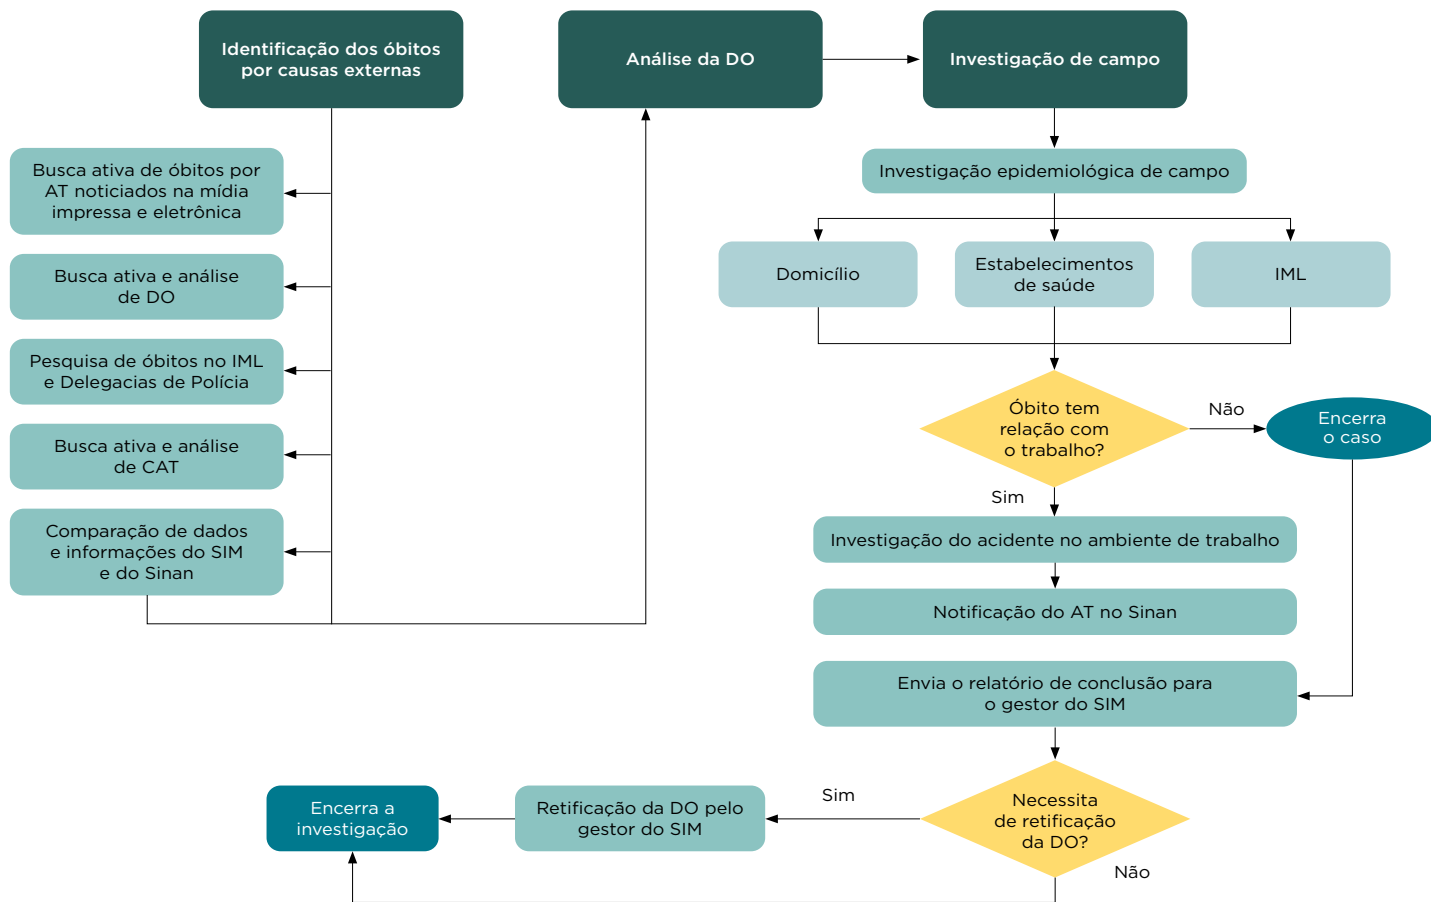 Identificação dos óbitos
por causas externas
Busca ativa de óbitos por
AT noticiados na mídia
impressa e eletrônica
Busca ativa e análise
de DO
Pesquisa de óbitos no IML
e Delegacias de Polícia
Busca ativa e análise
de CAT
Comparação de dados
e informações do SIM
e do Sinan
Análise da DO
Investigação de campo
Investigação epidemiológica de campo
Domicílio
Estabelecimentos
de saúde
IML
Óbito tem
relação com
o trabalho?
Não
Encerra
o caso
Sim
Investigação do acidente no ambiente de trabalho
Notificação do AT no Sinan
Envia o relatório de conclusão para
o gestor do SIM
Necessita
de retificação
da DO?
Sim
Retificação da DO pelo
gestor do SIM
Encerra a
investigação
Não